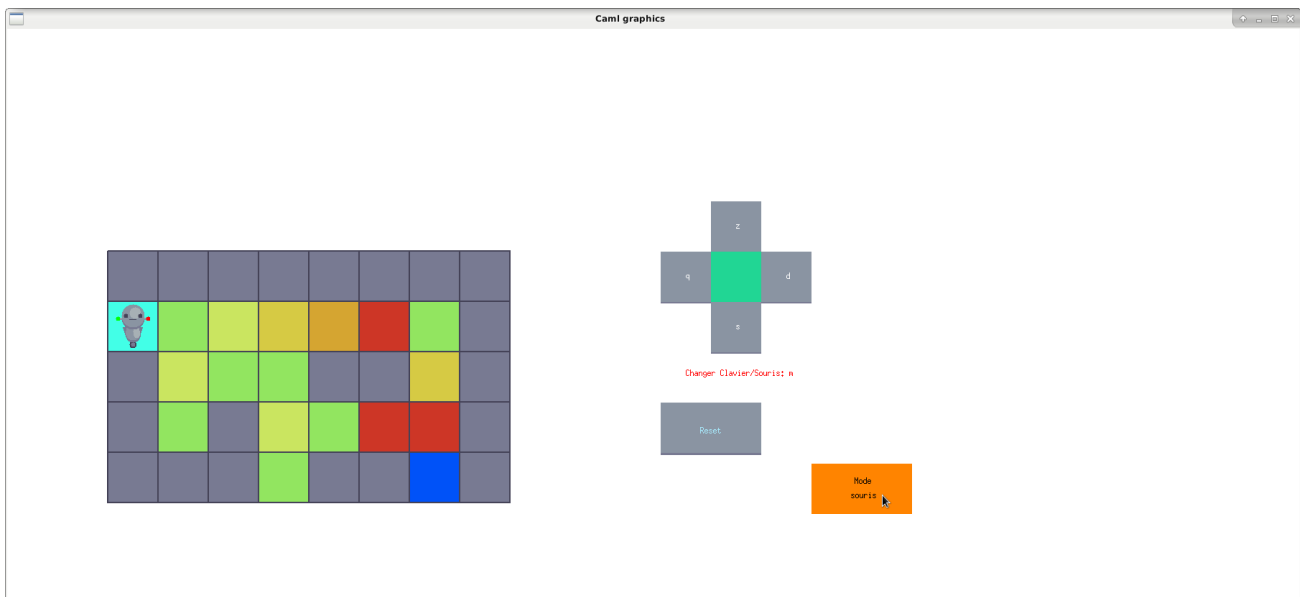 Caml graphics
z
q
d
s
Changer Clavier/Souris: m
Reset
Mode
souris